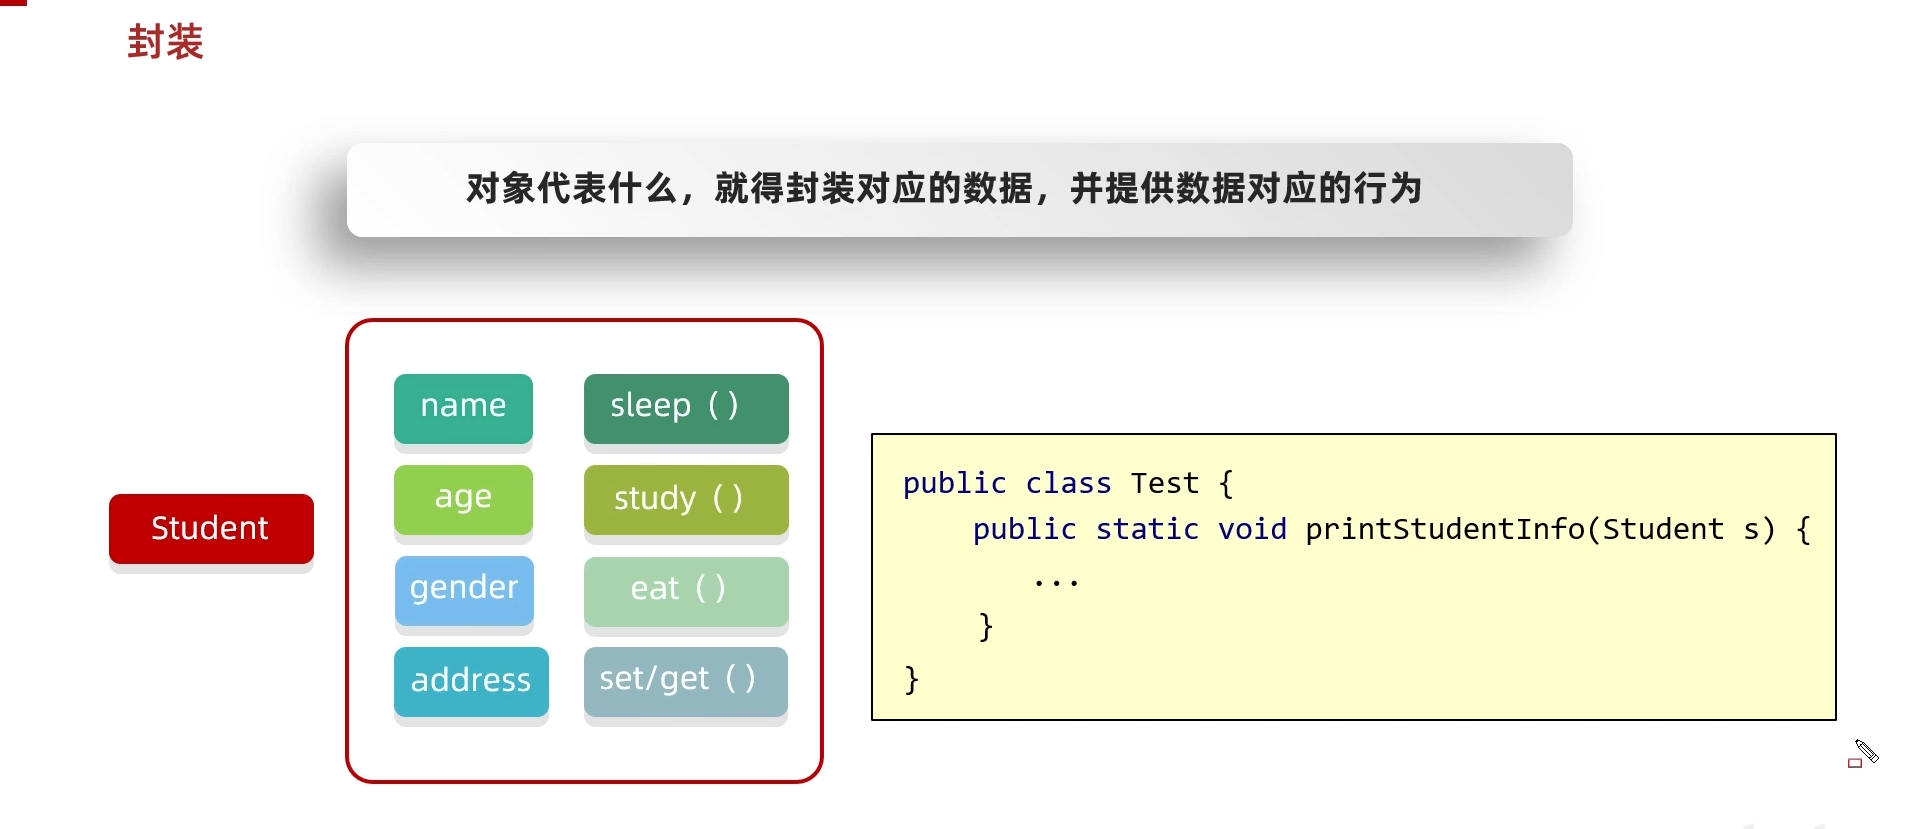 封装
对象代表什么，就得封装对应的数据，并提供数据对应的行为
Student
name
sleep（）
age
study（）
gender
eat（）
address
set/get（）
public class Test {
    public static void printStudentInfo(Student s) {
        ...
    }
}